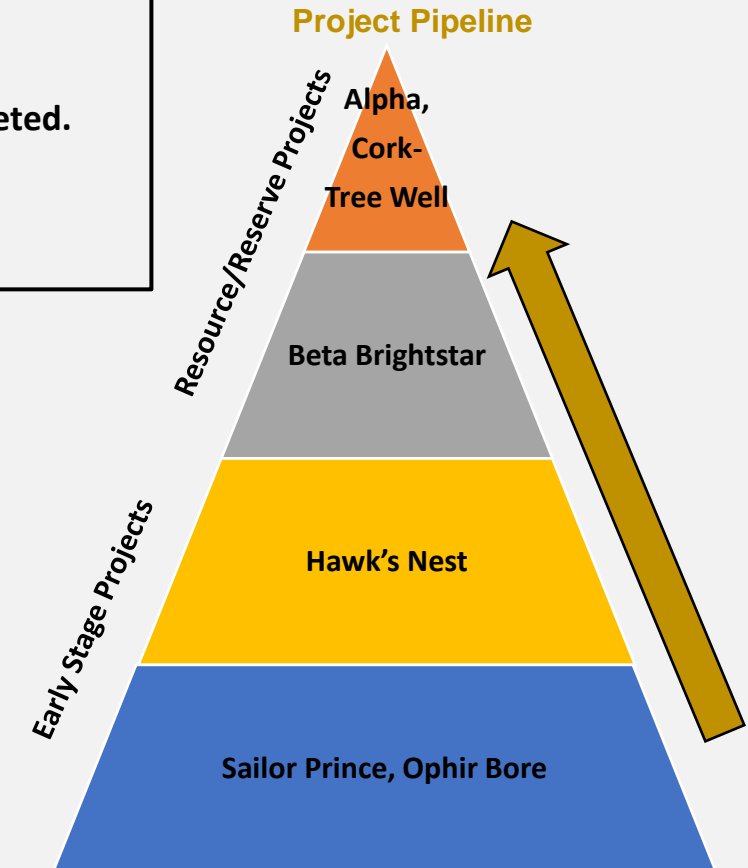 Project Pipeline
eted.
Resource/Reserve Projects
Alpha,
Cork-
Tree Well
Beta Brightstar
Early Stage Projects
Hawk’s Nest
Sailor Prince, Ophir Bore